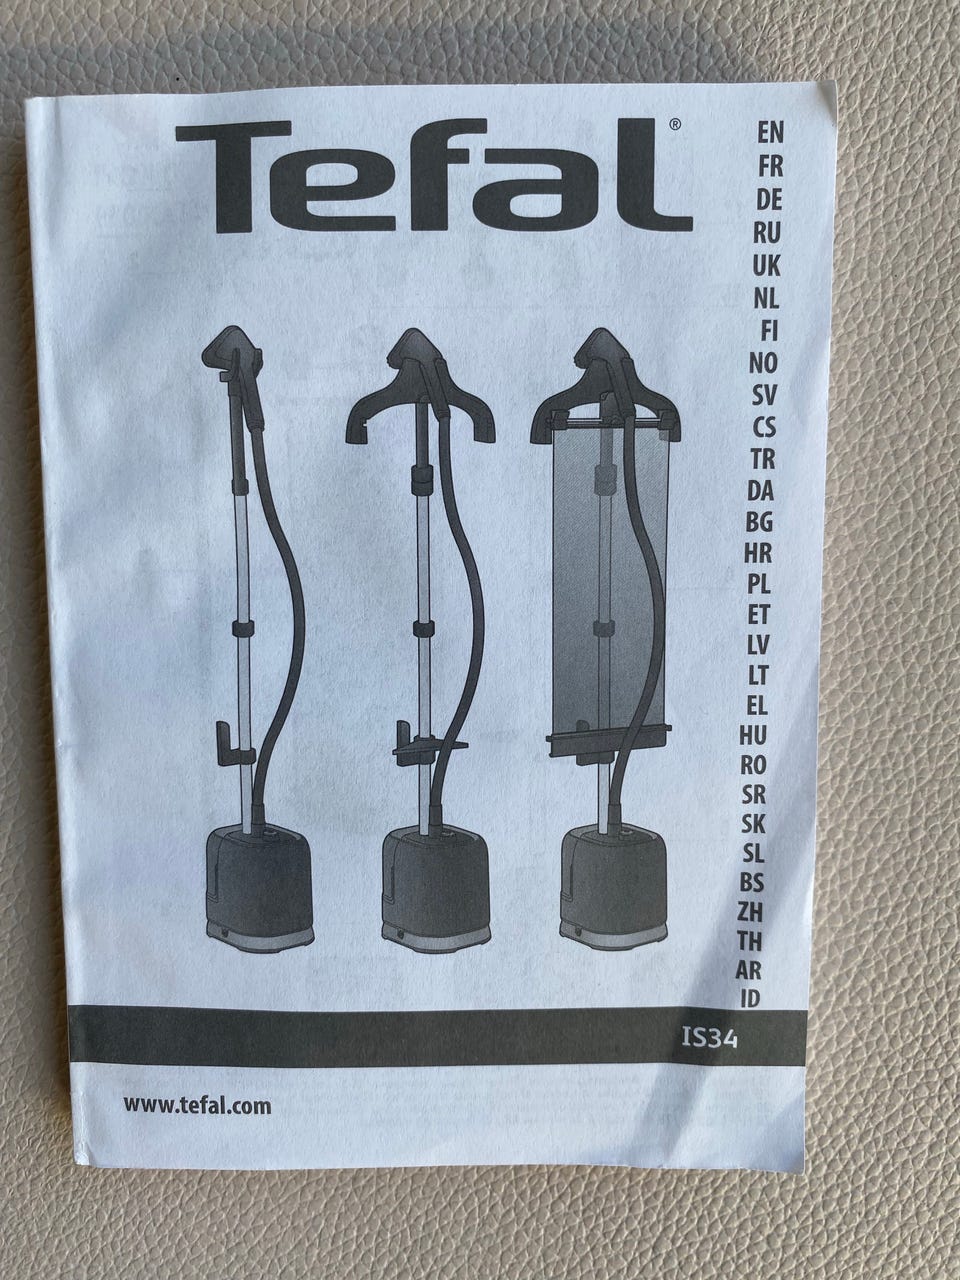 Tefal®
EN
FR
DE
RU
UK
NL
FI
NO
SV
CS
TR
DA
BG
HR
PL
ET
LV
LT
EL
HU
RO
SR
SK
SL
BS
ZH
TH
AR
ID
IS34
www.tefal.com